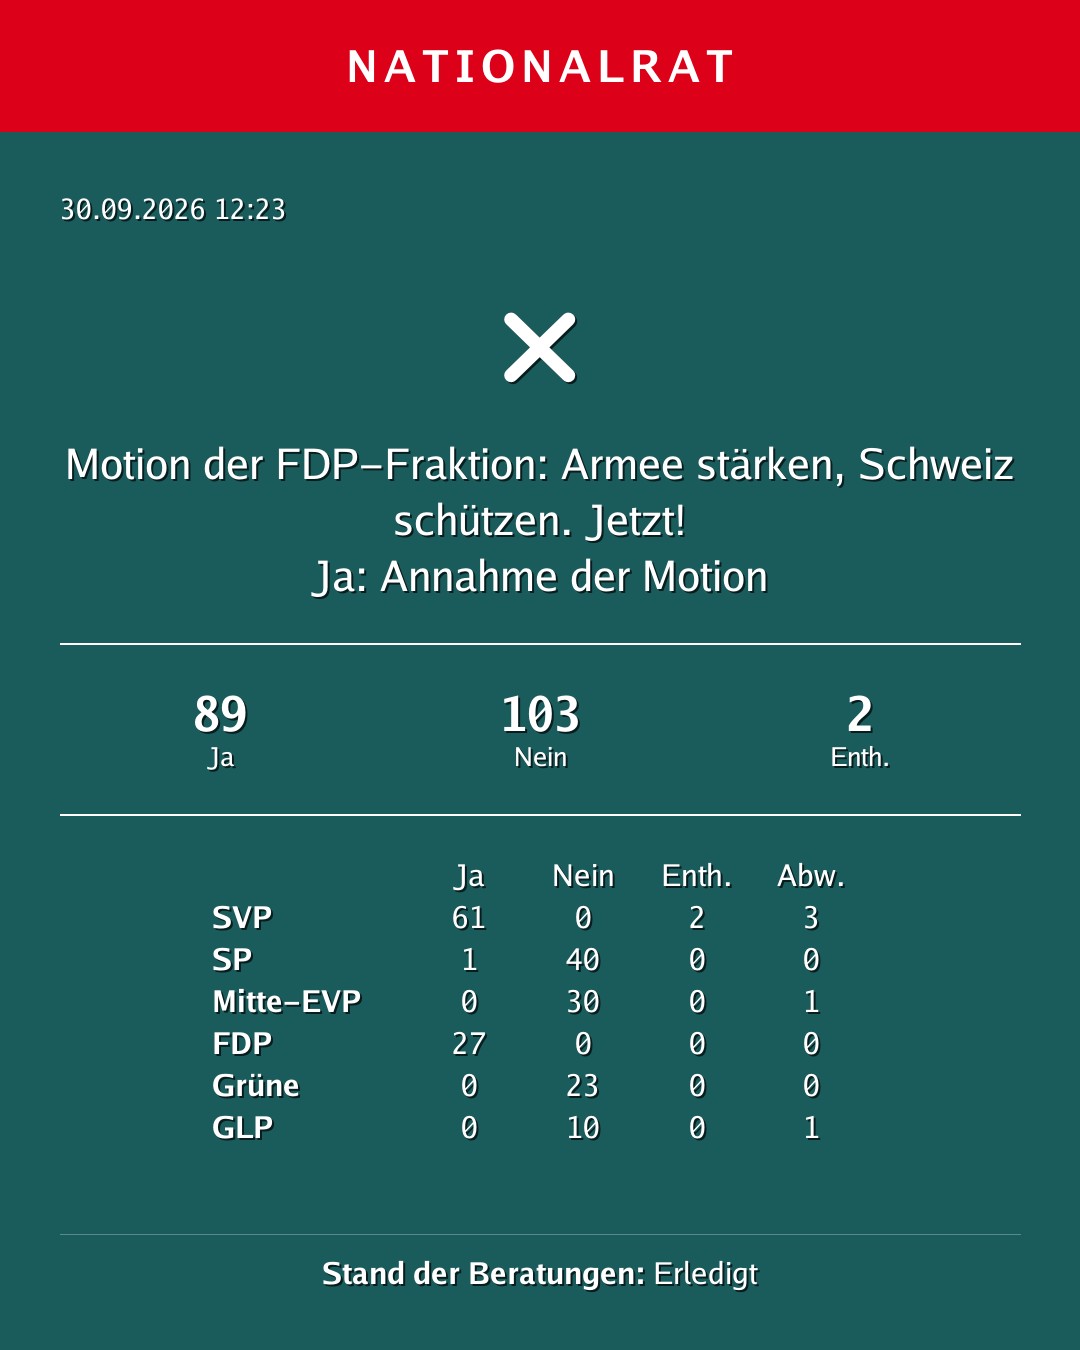 NATIONALRAT
30.09.2026 12:23
Motion der FDP–Fraktion: Armee stärken, Schweiz
schützen. Jetzt!
Ja: Annahme der Motion
89 103 2
Ja Nein Enth.
Ja Nein Enth. Abw.
SVP 61 0 2 3
SP 1 40 0 0
Mitte–EVP 0 30 0 1
FDP 27 0 0 0
Grüne 0 23 0 0
GLP 0 10 0 1
Stand der Beratungen: Erledigt